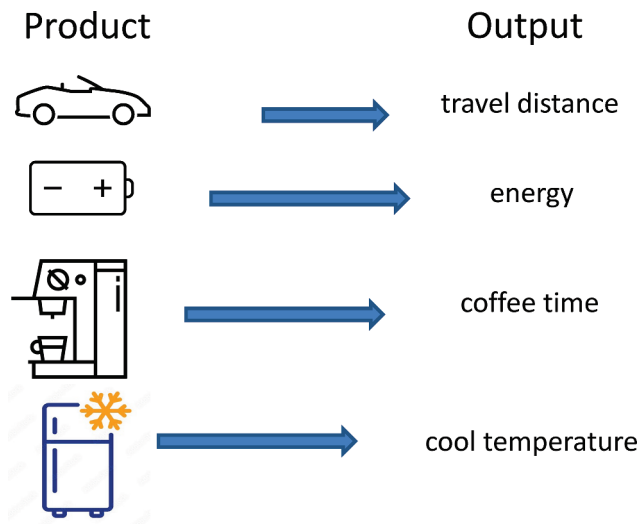 Product
Output
travel distance
energy
coffee time
cool temperature